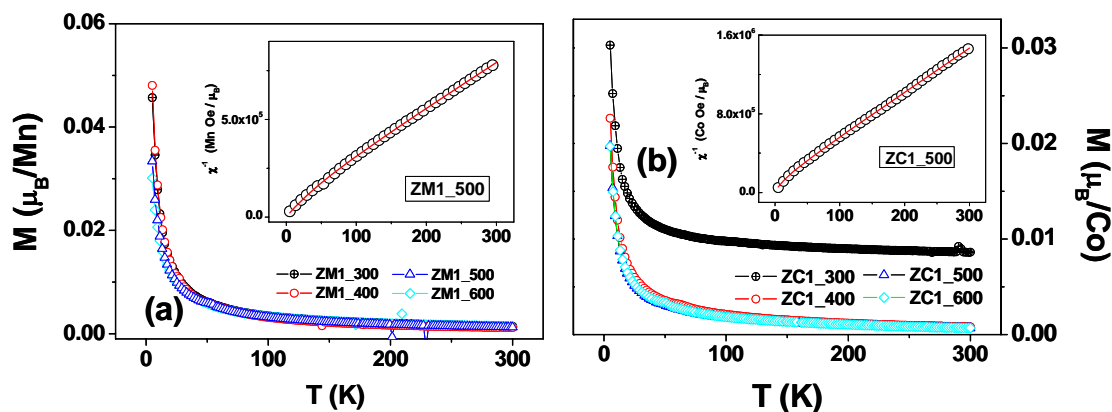 0.06
0.04
0.02
0.00
M (μB/Mn)
0 100 200 300
T (K)
(a)
ZM1_300
ZM1_400
ZM1_500
ZM1_600
5.0x10⁵
0.0
χ⁻¹ (Mn Oe / μB)
0 100 200 300
ZM1_500
(b)
0.03
0.02
0.01
0.00
M (μB/Co)
0 100 200 300
T (K)
ZC1_300
ZC1_400
ZC1_500
ZC1_600
1.6x10⁶
8.0x10⁵
0.0
χ⁻¹ (Co Oe / μB)
0 100 200 300
ZC1_500